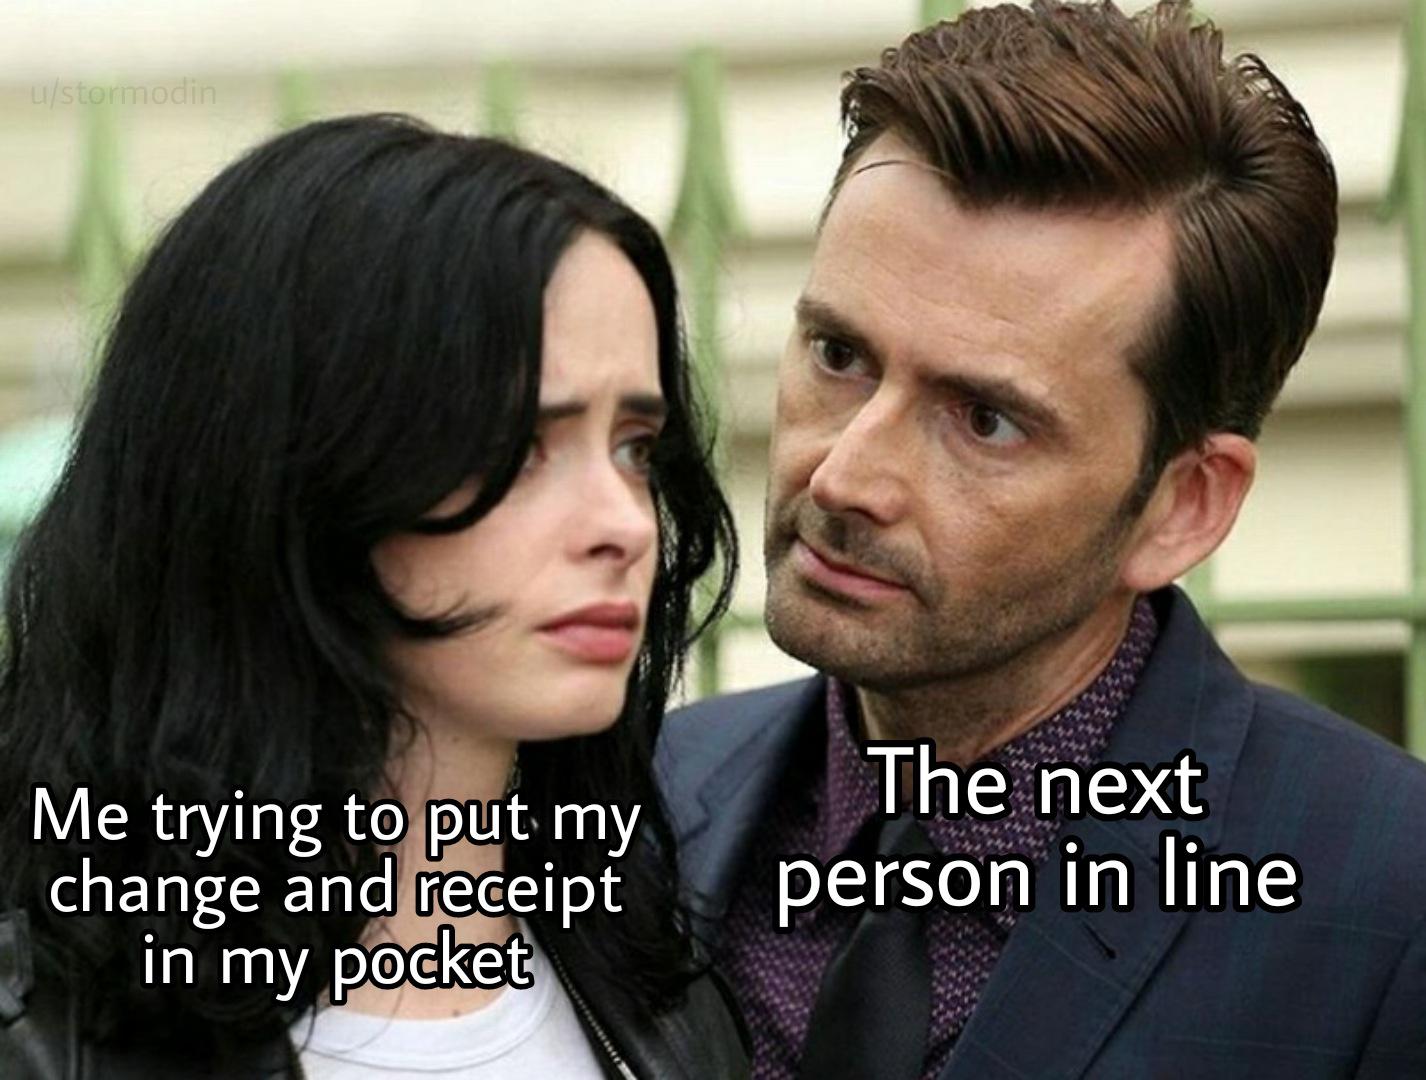 u/stormodin
Me trying to put my
change and receipt
in my pocket
The next
person in line